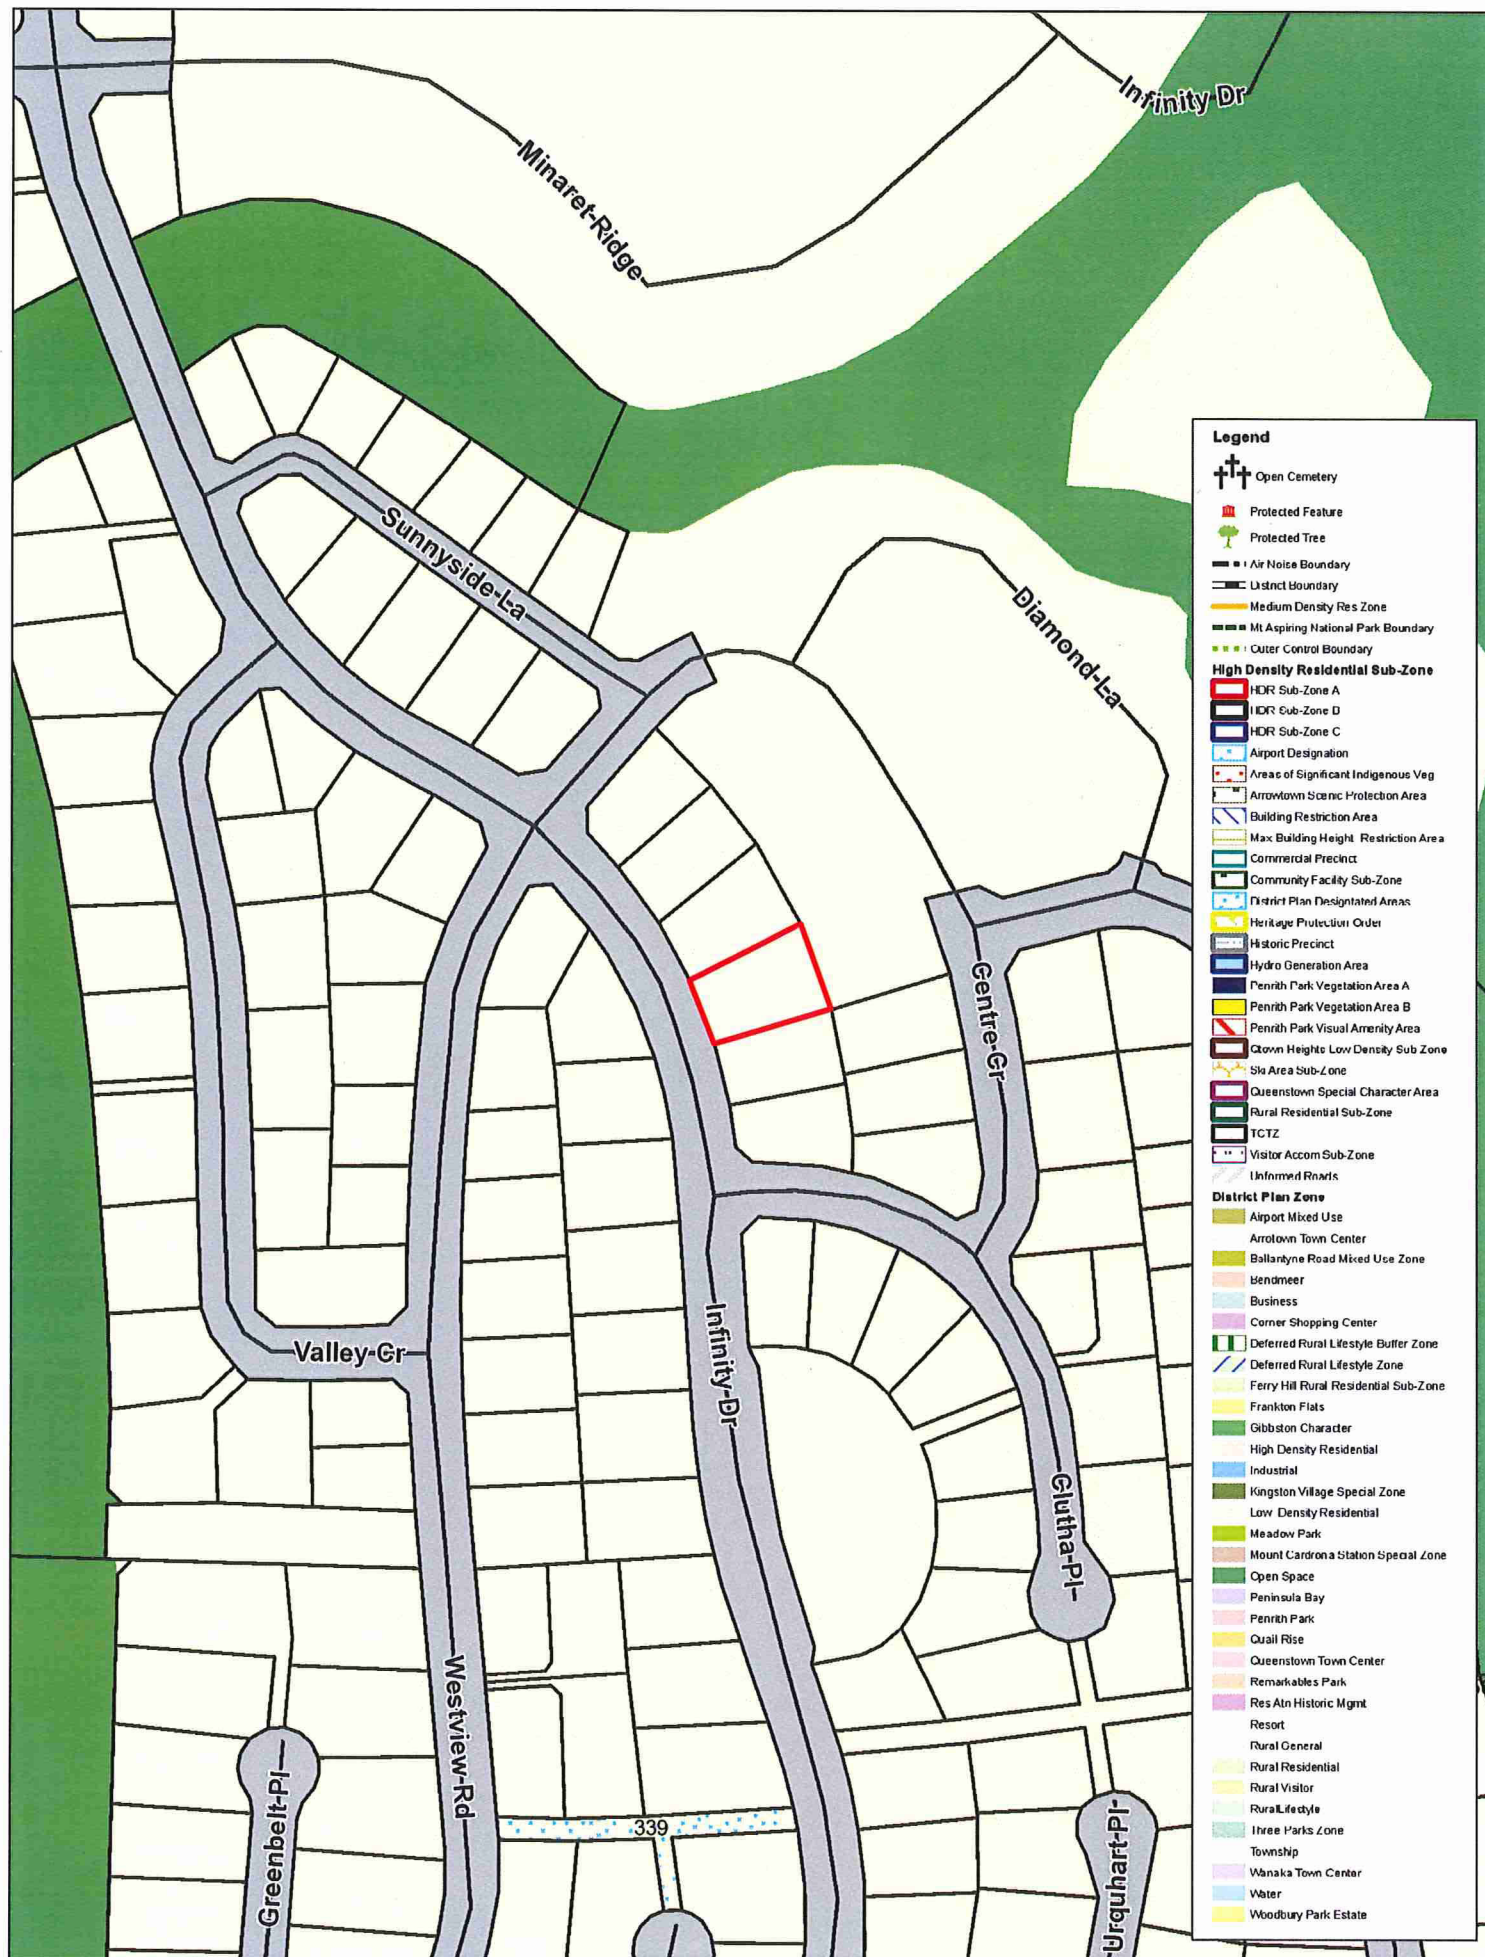 Infinity Dr
Minaret Ridge
Sunnyside La
Diamond La
Centre Cr
Infinity Dr
Valley Cr
Clutha Pl
Westview Rd
339
Greenbelt Pl
Urquhart Pl
Legend
Open Cemetery
Protected Feature
Protected Tree
Air Noise Boundary
District Boundary
Medium Density Res Zone
Mt Aspiring National Park Boundary
Outer Control Boundary
High Density Residential Sub-Zone
HDR Sub-Zone A
HDR Sub-Zone B
HDR Sub-Zone C
Airport Designation
Areas of Significant Indigenous Veg
Arrowtown Scenic Protection Area
Building Restriction Area
Max Building Height Restriction Area
Commercial Precinct
Community Facility Sub-Zone
District Plan Designtated Areas
Heritage Protection Order
Historic Precinct
Hydro Generation Area
Penrith Park Vegetation Area A
Penrith Park Vegetation Area B
Penrith Park Visual Amenity Area
Qtown Heights Low Density Sub Zone
Ski Area Sub-Zone
Queenstown Special Character Area
Rural Residential Sub-Zone
TCTZ
Visitor Accom Sub-Zone
Unformed Roads
District Plan Zone
Airport Mixed Use
Arrotown Town Center
Ballantyne Road Mixed Use Zone
Bendmeer
Business
Corner Shopping Center
Deferred Rural Lifestyle Buffer Zone
Deferred Rural Lifestyle Zone
Ferry Hill Rural Residential Sub-Zone
Frankton Flats
Gibbston Character
High Density Residential
Industrial
Kingston Village Special Zone
Low Density Residential
Meadow Park
Mount Cardrona Station Special Zone
Open Space
Peninsula Bay
Penrith Park
Quail Rise
Queenstown Town Center
Remarkables Park
Res Atn Historic Mgmt
Resort
Rural General
Rural Residential
Rural Visitor
RuralLifestyle
Three Parks Zone
Township
Wanaka Town Center
Water
Woodbury Park Estate